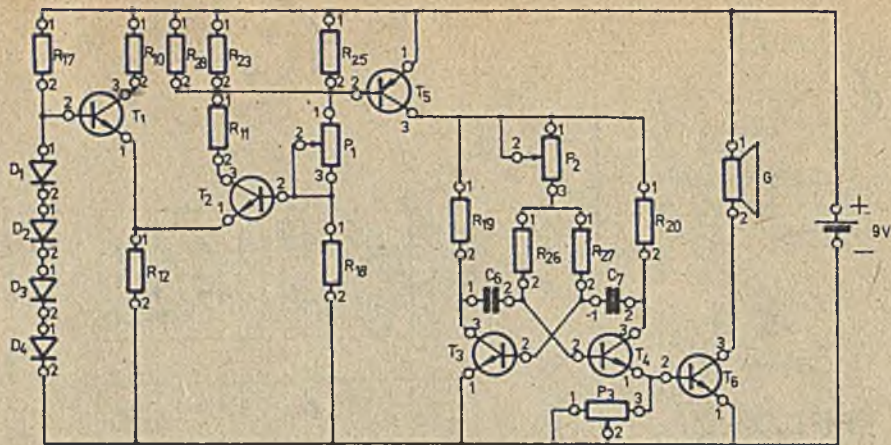 R17
R10
R28
R23
R25
T1
T5
R11
P1
T2
D1
D2
D3
D4
R12
R18
R19
P2
R20
G
+
9V
—
R26
R27
C6
C7
T3
T4
T6
P3